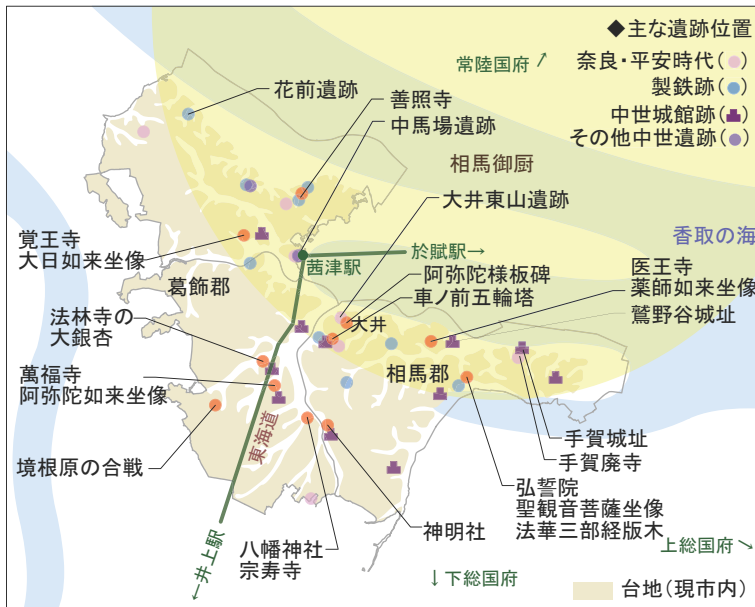 ◆主な遺跡位置
奈良・平安時代(●)
製鉄跡(●)
中世城館跡( )
その他中世遺跡(●)
常陸国府↗
花前遺跡
善照寺
中馬場遺跡
相馬御厨
大井東山遺跡
香取の海
覚王寺
大日如来坐像
茜津駅
於賦駅→
阿弥陀様板碑
車ノ前五輪塔
医王寺
薬師如来坐像
鷲野谷城址
葛飾郡
大井
法林寺の
大銀杏
相馬郡
萬福寺
阿弥陀如来坐像
東海道
境根原の合戦
手賀城址
手賀廃寺
弘誓院
聖観音菩薩坐像
法華三部経版木
神明社
八幡神社
宗寿寺
←井上駅
↓下総国府
上総国府↘
台地(現市内)